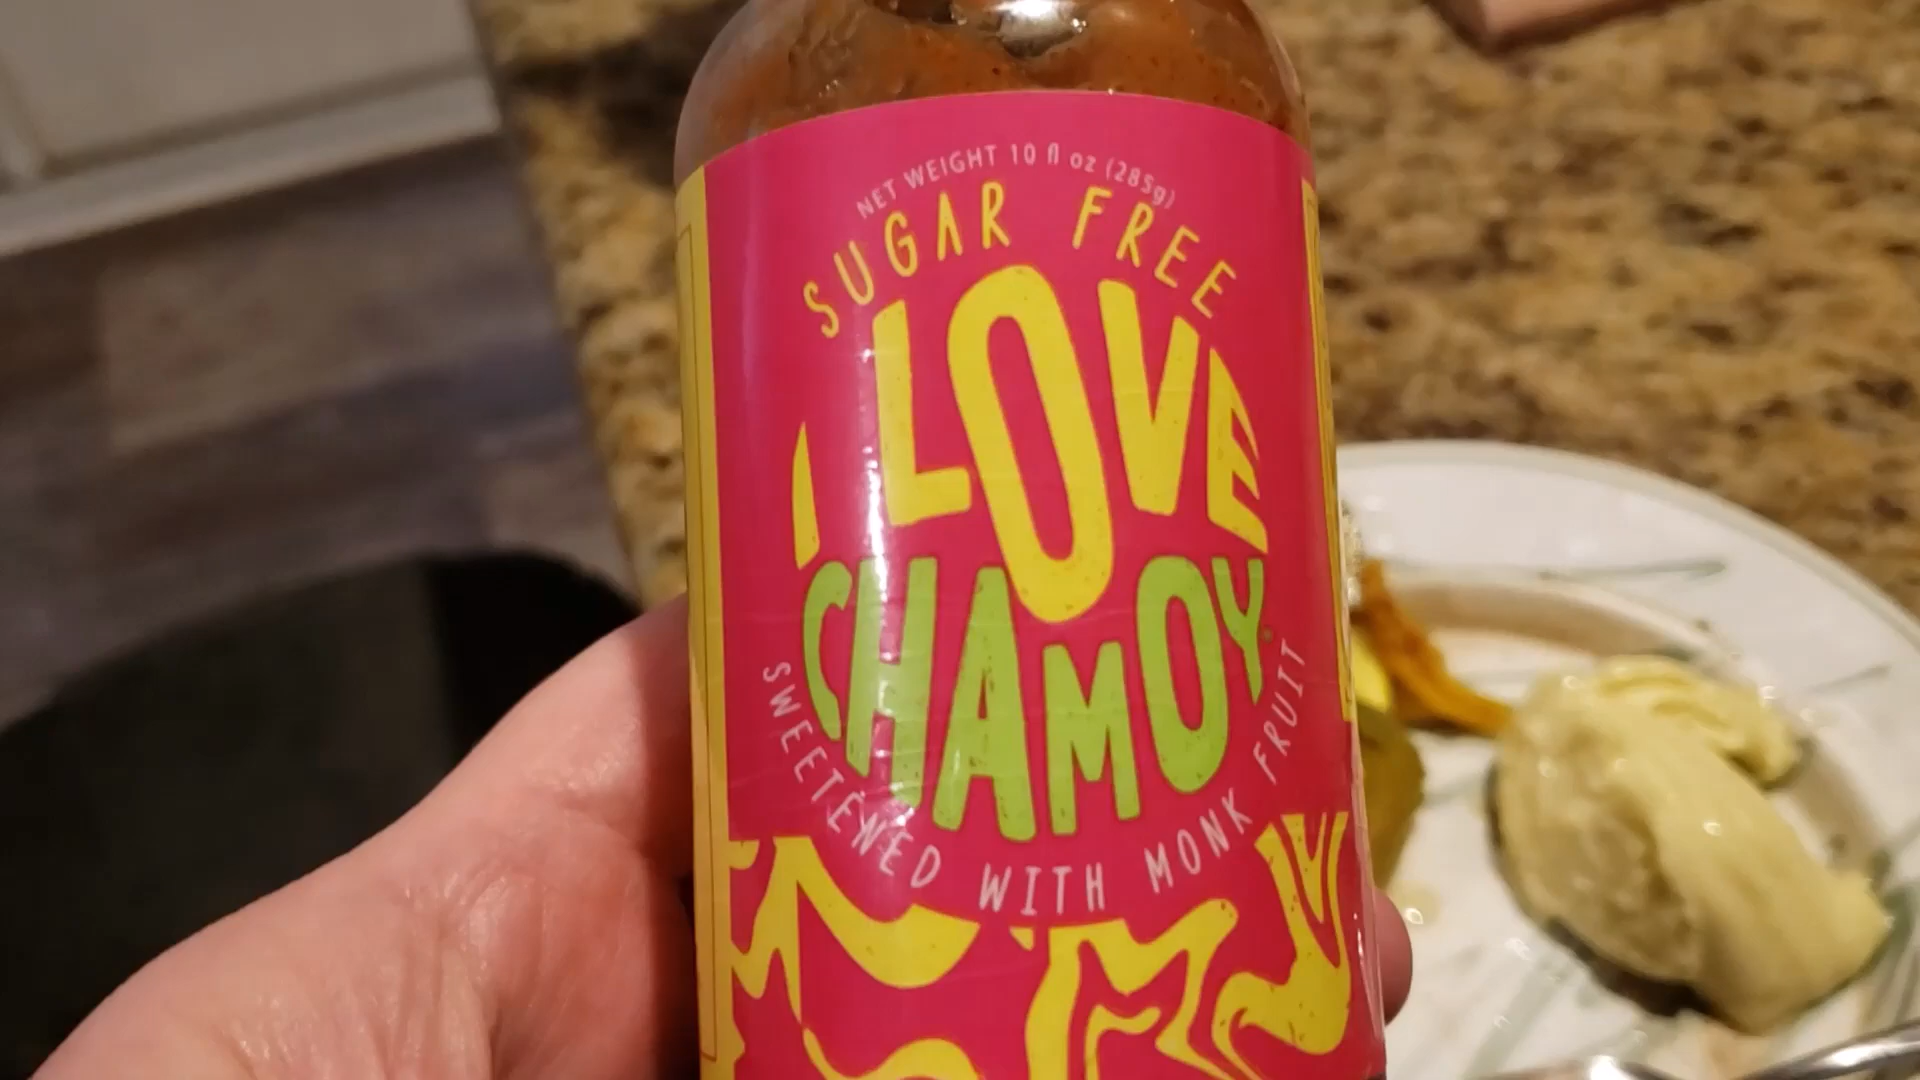 NET WEIGHT 10 fl oz (285g)
SUGAR FREE
I LOVE
CHAMOY
SWEETENED WITH MONK FRUIT